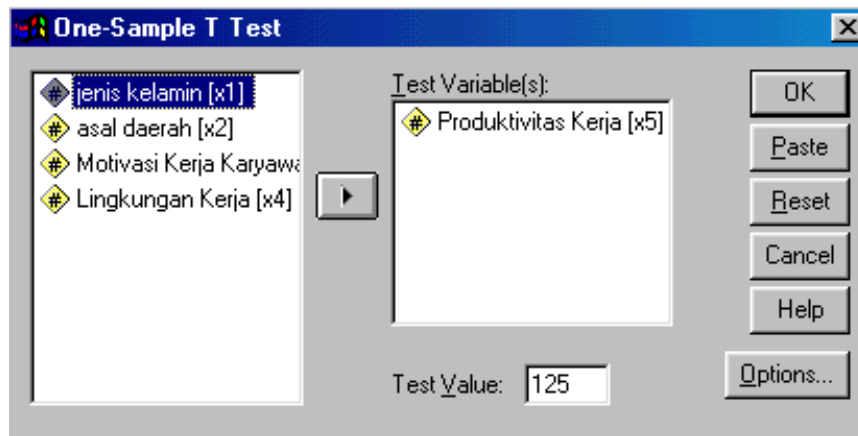 One-Sample T Test
jenis kelamin [x1]
asal daerah [x2]
Motivasi Kerja Karyawa
Lingkungan Kerja [x4]
Test Variable(s):
Produktivitas Kerja [x5]
Test Value: 125
OK
Paste
Reset
Cancel
Help
Options...